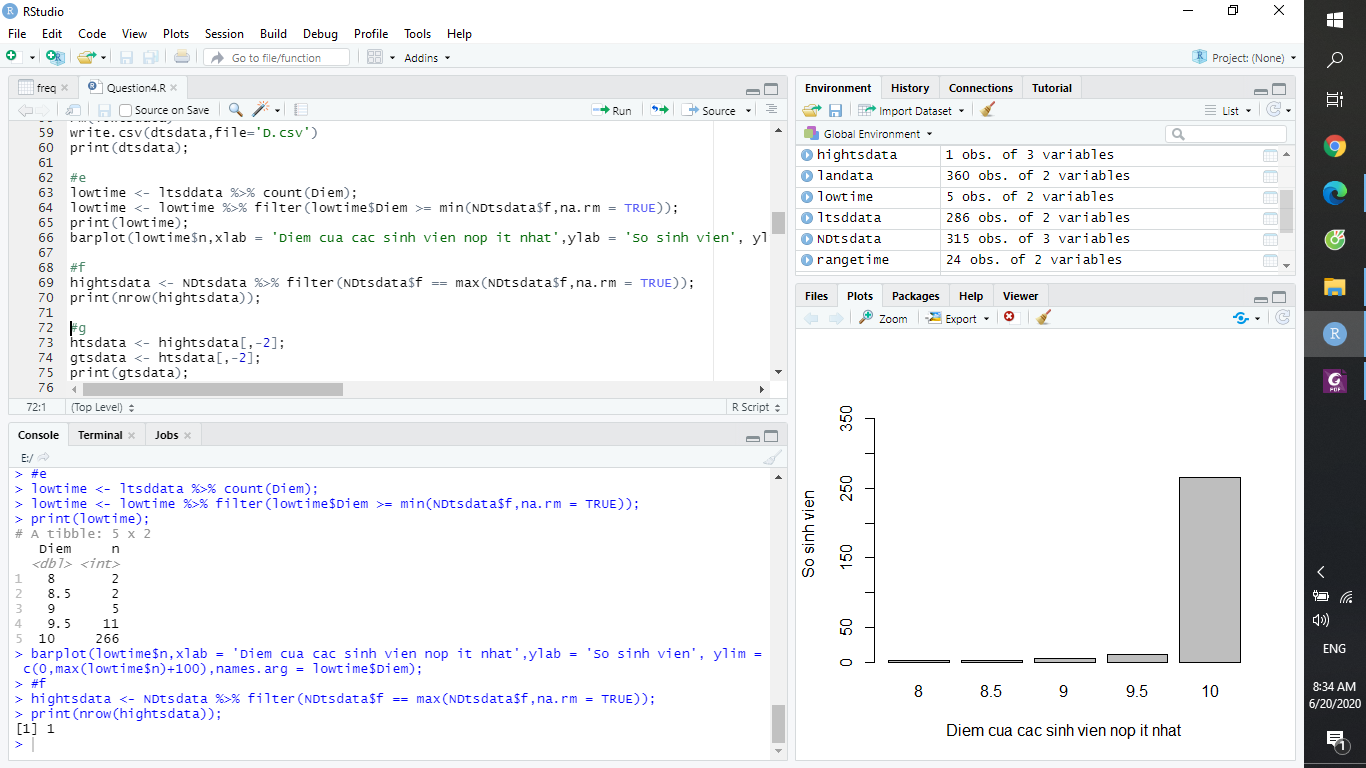 RStudio
File Edit Code View Plots Session Build Debug Profile Tools Help
Go to file/function Addins Project: (None)
freq Question4.R
Source on Save Run Source
59 write.csv(dtsdata,file='D.csv')
60 print(dtsdata);
61
62 #e
63 lowtime <- ltsddata %>% count(Diem);
64 lowtime <- lowtime %>% filter(lowtime$Diem >= min(NDtsdata$f,na.rm = TRUE));
65 print(lowtime);
66 barplot(lowtime$n,xlab = 'Diem cua cac sinh vien nop it nhat',ylab = 'So sinh vien', yl
67
68 #f
69 hightsdata <- NDtsdata %>% filter(NDtsdata$f == max(NDtsdata$f,na.rm = TRUE));
70 print(nrow(hightsdata));
71
72 #g
73 htsdata <- hightsdata[,-2];
74 gtsdata <- htsdata[,-2];
75 print(gtsdata);
76
72:1 (Top Level) R Script
Console Terminal Jobs
E:/
> #e
> lowtime <- ltsddata %>% count(Diem);
> lowtime <- lowtime %>% filter(lowtime$Diem >= min(NDtsdata$f,na.rm = TRUE));
> print(lowtime);
# A tibble: 5 x 2
Diem n
<dbl> <int>
1 8 2
2 8.5 2
3 9 5
4 9.5 11
5 10 266
> barplot(lowtime$n,xlab = 'Diem cua cac sinh vien nop it nhat',ylab = 'So sinh vien', ylim =
c(0,max(lowtime$n)+100),names.arg = lowtime$Diem);
> #f
> hightsdata <- NDtsdata %>% filter(NDtsdata$f == max(NDtsdata$f,na.rm = TRUE));
> print(nrow(hightsdata));
[1] 1
>
Environment History Connections Tutorial
Import Dataset List
Global Environment
hightsdata 1 obs. of 3 variables
landata 360 obs. of 2 variables
lowtime 5 obs. of 2 variables
ltsddata 286 obs. of 2 variables
NDtsdata 315 obs. of 3 variables
rangetime 24 obs. of 2 variables
Files Plots Packages Help Viewer
Zoom Export
350
250
150
50
0
So sinh vien
8 8.5 9 9.5 10
Diem cua cac sinh vien nop it nhat
R
PDF
ENG
8:34 AM
6/20/2020
1